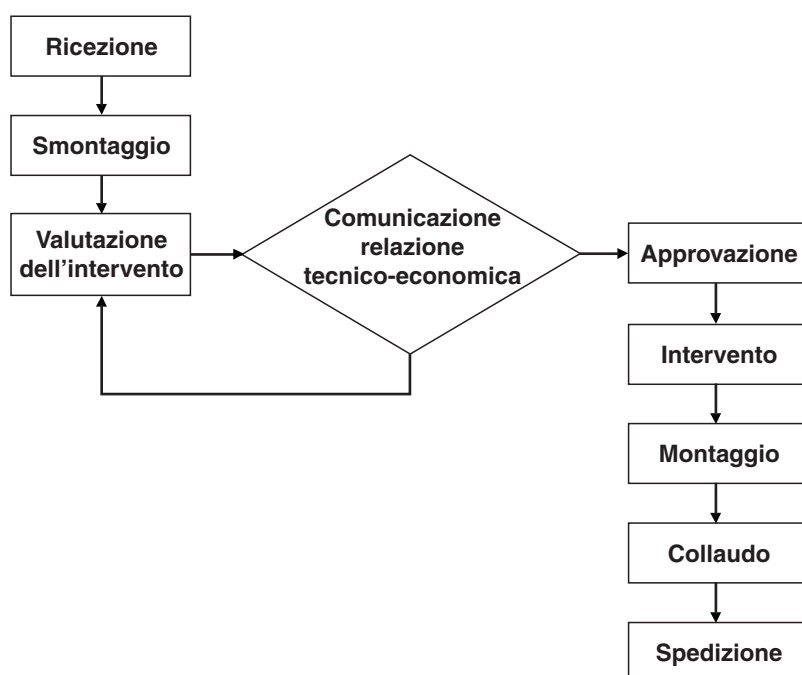 Ricezione
Smontaggio
Valutazione
dell'intervento
Comunicazione
relazione
tecnico-economica
Approvazione
Intervento
Montaggio
Collaudo
Spedizione